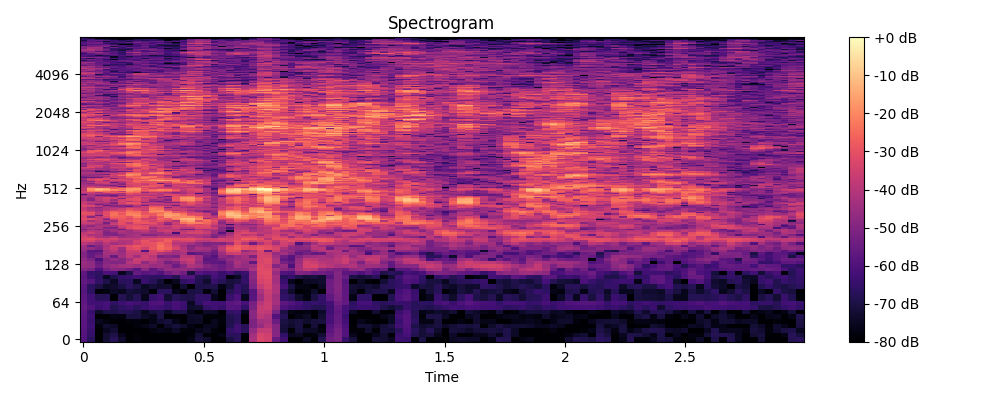 Spectrogram
+0 dB
4096
-10 dB
2048
-20 dB
1024
-30 dB
512
-40 dB
Hz
256
-50 dB
128
-60 dB
64
-70 dB
0
-80 dB
0 0.5 1 1.5 2 2.5
Time